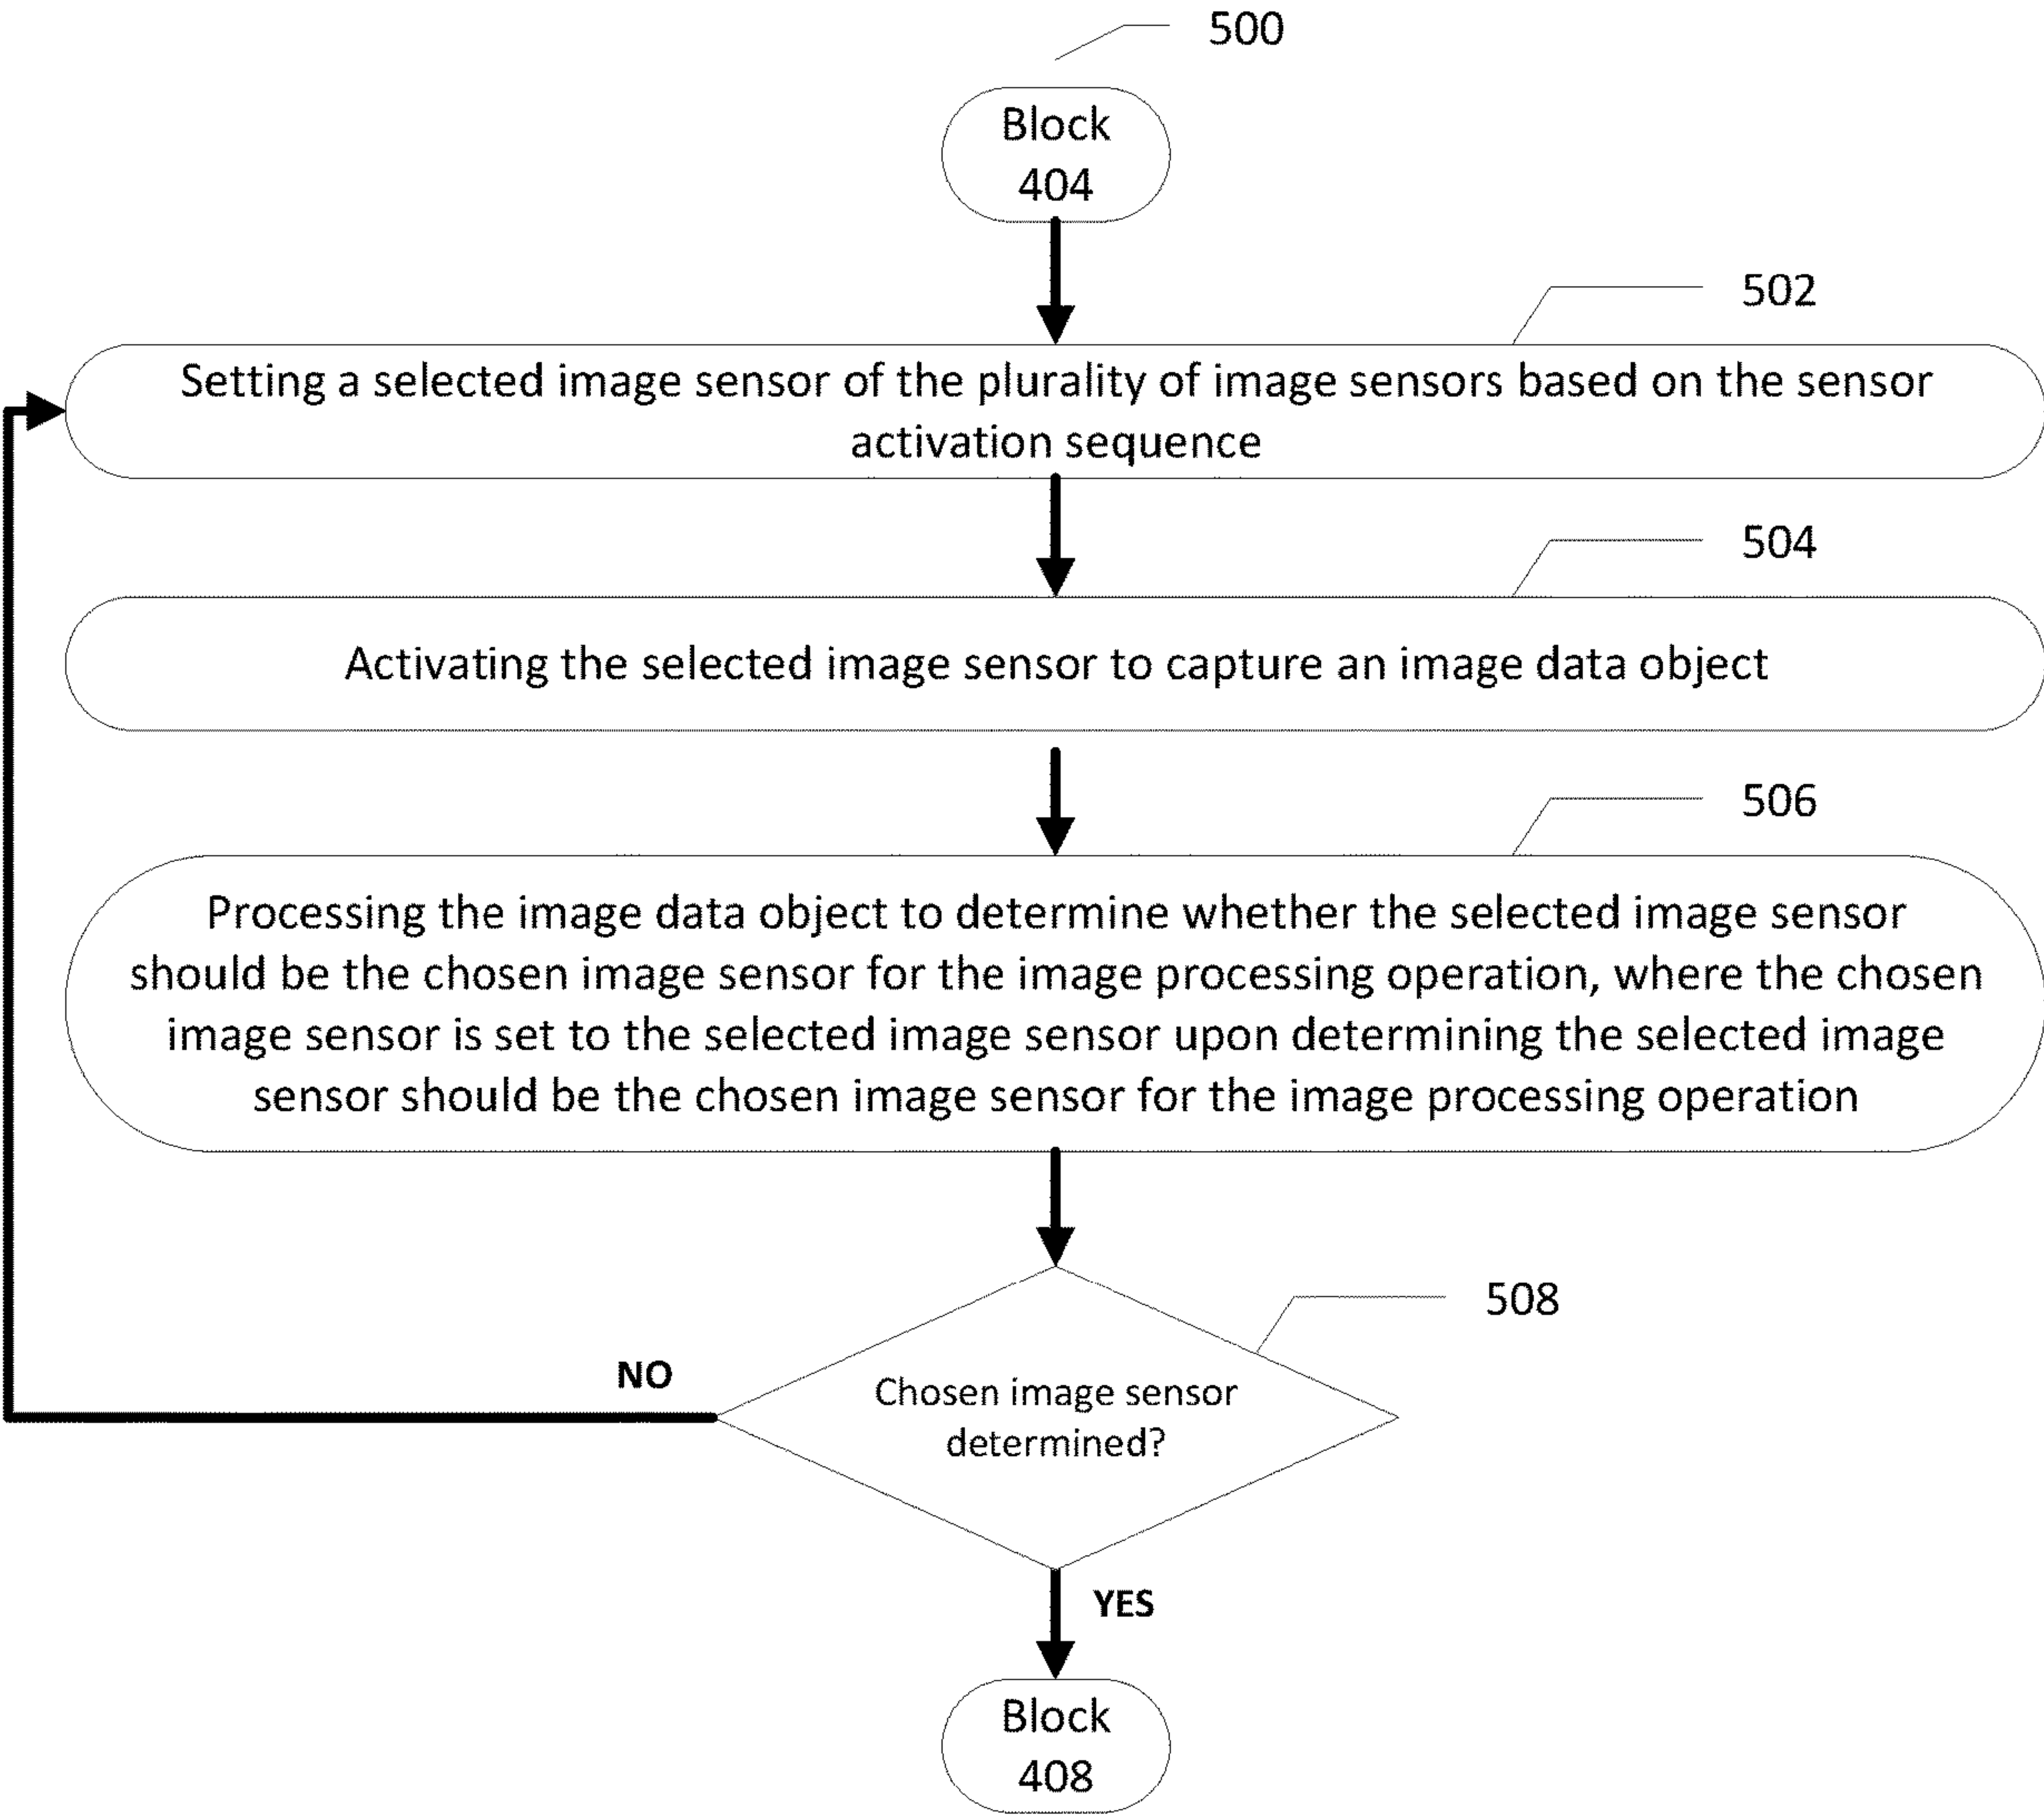 500
Block
404
502
Setting a selected image sensor of the plurality of image sensors based on the sensor
activation sequence
504
Activating the selected image sensor to capture an image data object
506
Processing the image data object to determine whether the selected image sensor
should be the chosen image sensor for the image processing operation, where the chosen
image sensor is set to the selected image sensor upon determining the selected image
sensor should be the chosen image sensor for the image processing operation
508
NO
Chosen image sensor
determined?
YES
Block
408